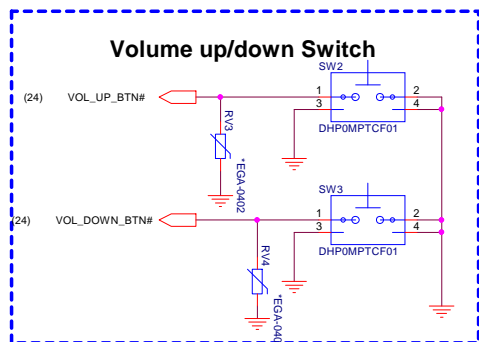 Volume up/down Switch
SW2
(24) VOL_UP_BTN#
1 2
3 4
RV3
DHP0MPTCF01
*EGA-0402
SW3
(24) VOL_DOWN_BTN#
1 2
3 4
RV4
DHP0MPTCF01
*EGA-040